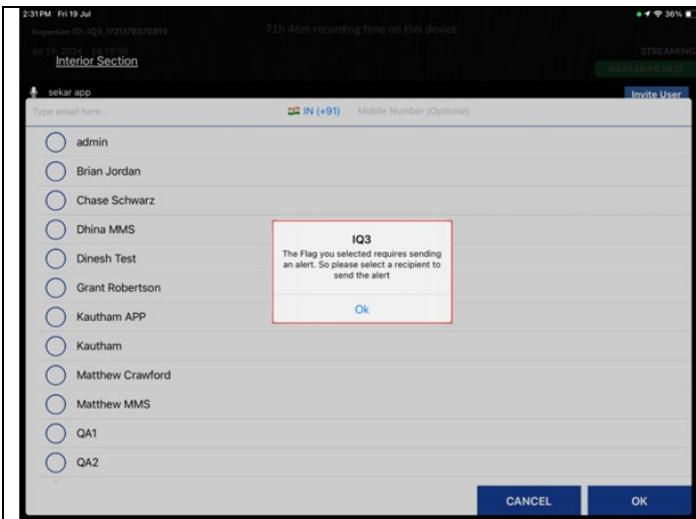 2:31PM Fri 19 Jul
36%
Inspection ID: IQ3_1721378078893
71h 46m recording time on this device
Jul 19, 2024 - 14:19:38
STREAMING
Interior Section
sekar app
Invite User
Type email here...
IN (+91)
Mobile Number (Optional)
admin
Brian Jordan
Chase Schwarz
Dhina MMS
Dinesh Test
Grant Robertson
Kautham APP
Kautham
Matthew Crawford
Matthew MMS
QA1
QA2
IQ3
The Flag you selected requires sending
an alert. So please select a recipient to
send the alert
Ok
CANCEL
OK